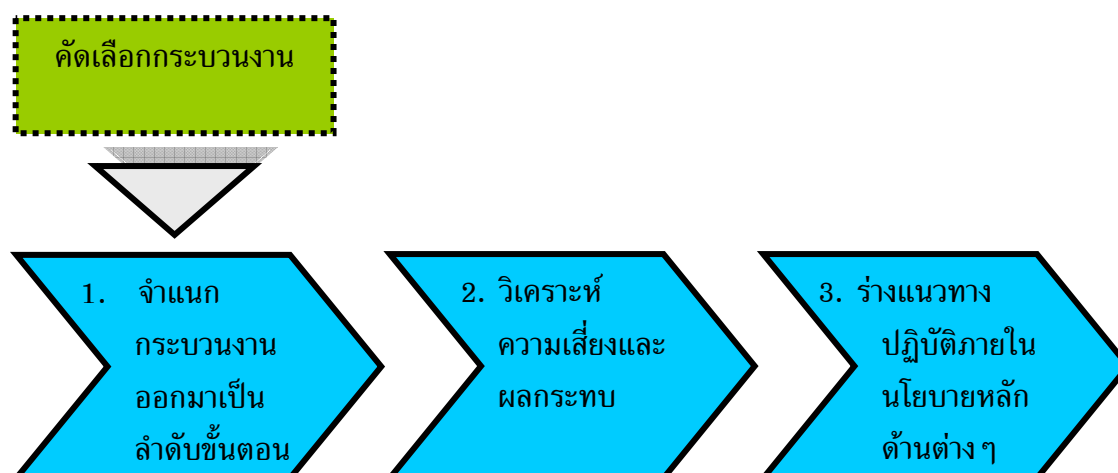 คัดเลือกกระบวนงาน
1. จำแนก
กระบวนงาน
ออกมาเป็น
ลำดับขั้นตอน
2. วิเคราะห์
ความเสี่ยงและ
ผลกระทบ
3. ร่างแนวทาง
ปฏิบัติภายใน
นโยบายหลัก
ด้านต่าง ๆ